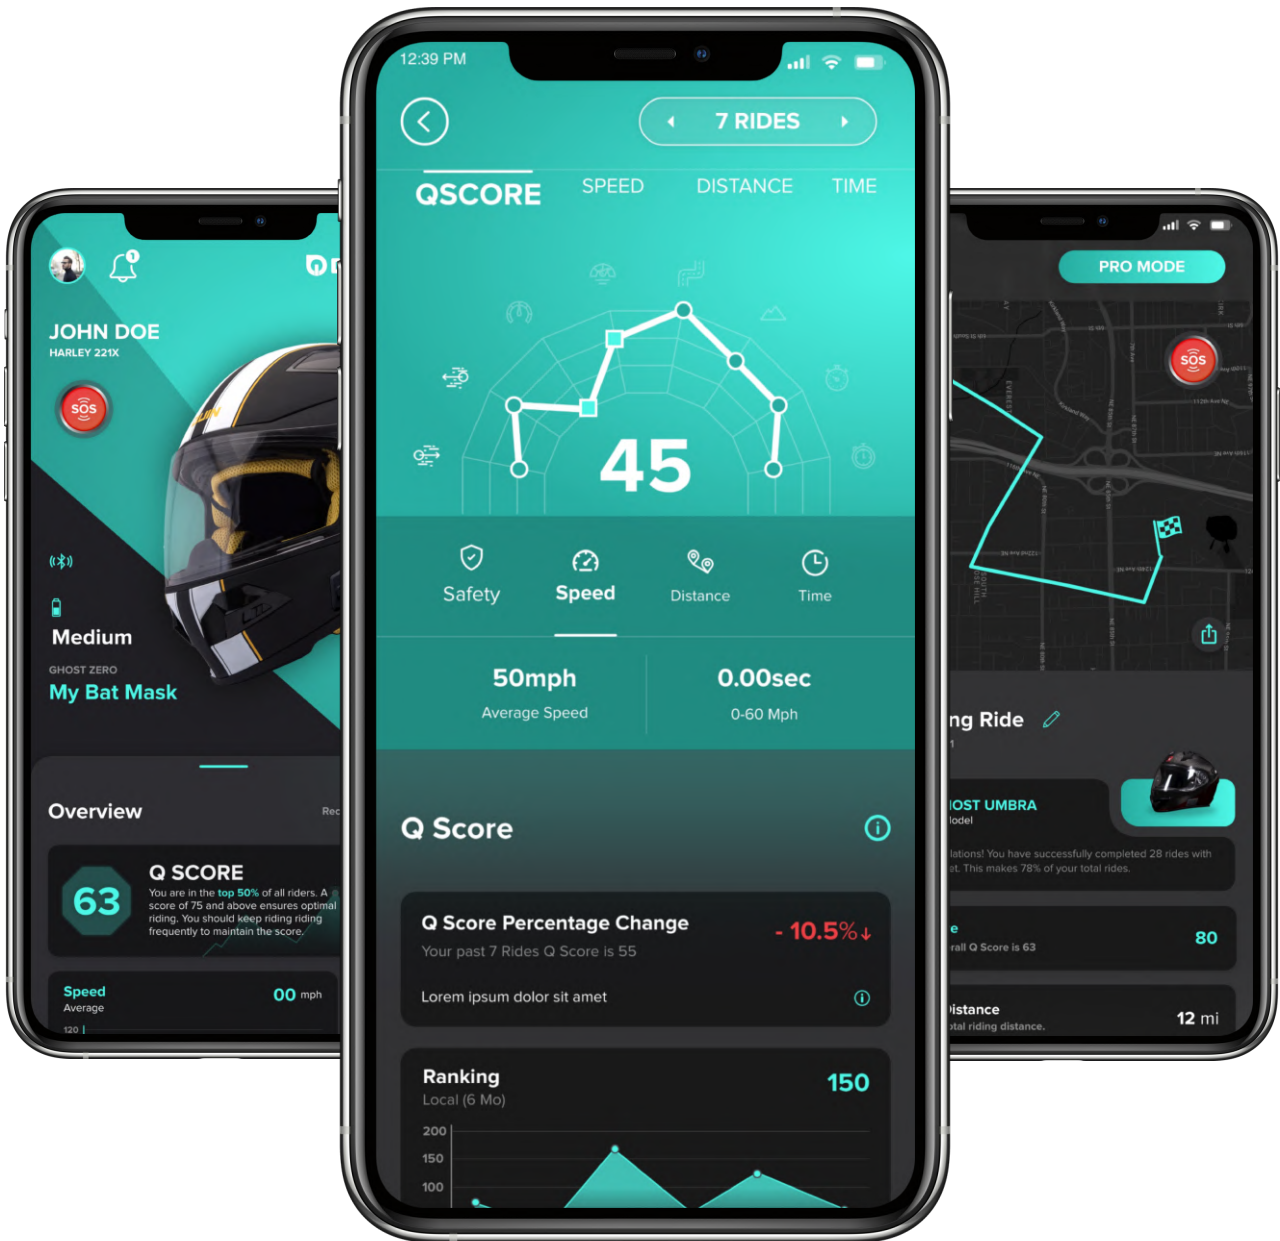 JOHN DOE
HARLEY 221X
SOS
Medium
GHOST ZERO
My Bat Mask
Overview
Q SCORE
63
You are in the top 50% of all riders. A
score of 75 and above ensures optimal
riding. You should keep riding riding
frequently to maintain the score.
Speed
00 mph
Average
120
12:39 PM
7 RIDES
QSCORE SPEED DISTANCE TIME
45
Safety Speed Distance Time
50mph 0.00sec
Average Speed 0-60 Mph
Q Score
Q Score Percentage Change
- 10.5%↓
Your past 7 Rides Q Score is 55
Lorem ipsum dolor sit amet
Ranking
150
Local (6 Mo)
200
150
100
PRO MODE
SOS
ng Ride
OST UMBRA
odel
lations! You have successfully completed 28 rides with
et. This makes 78% of your total rides.
e
80
rall Q Score is 63
istance
12 mi
otal riding distance.